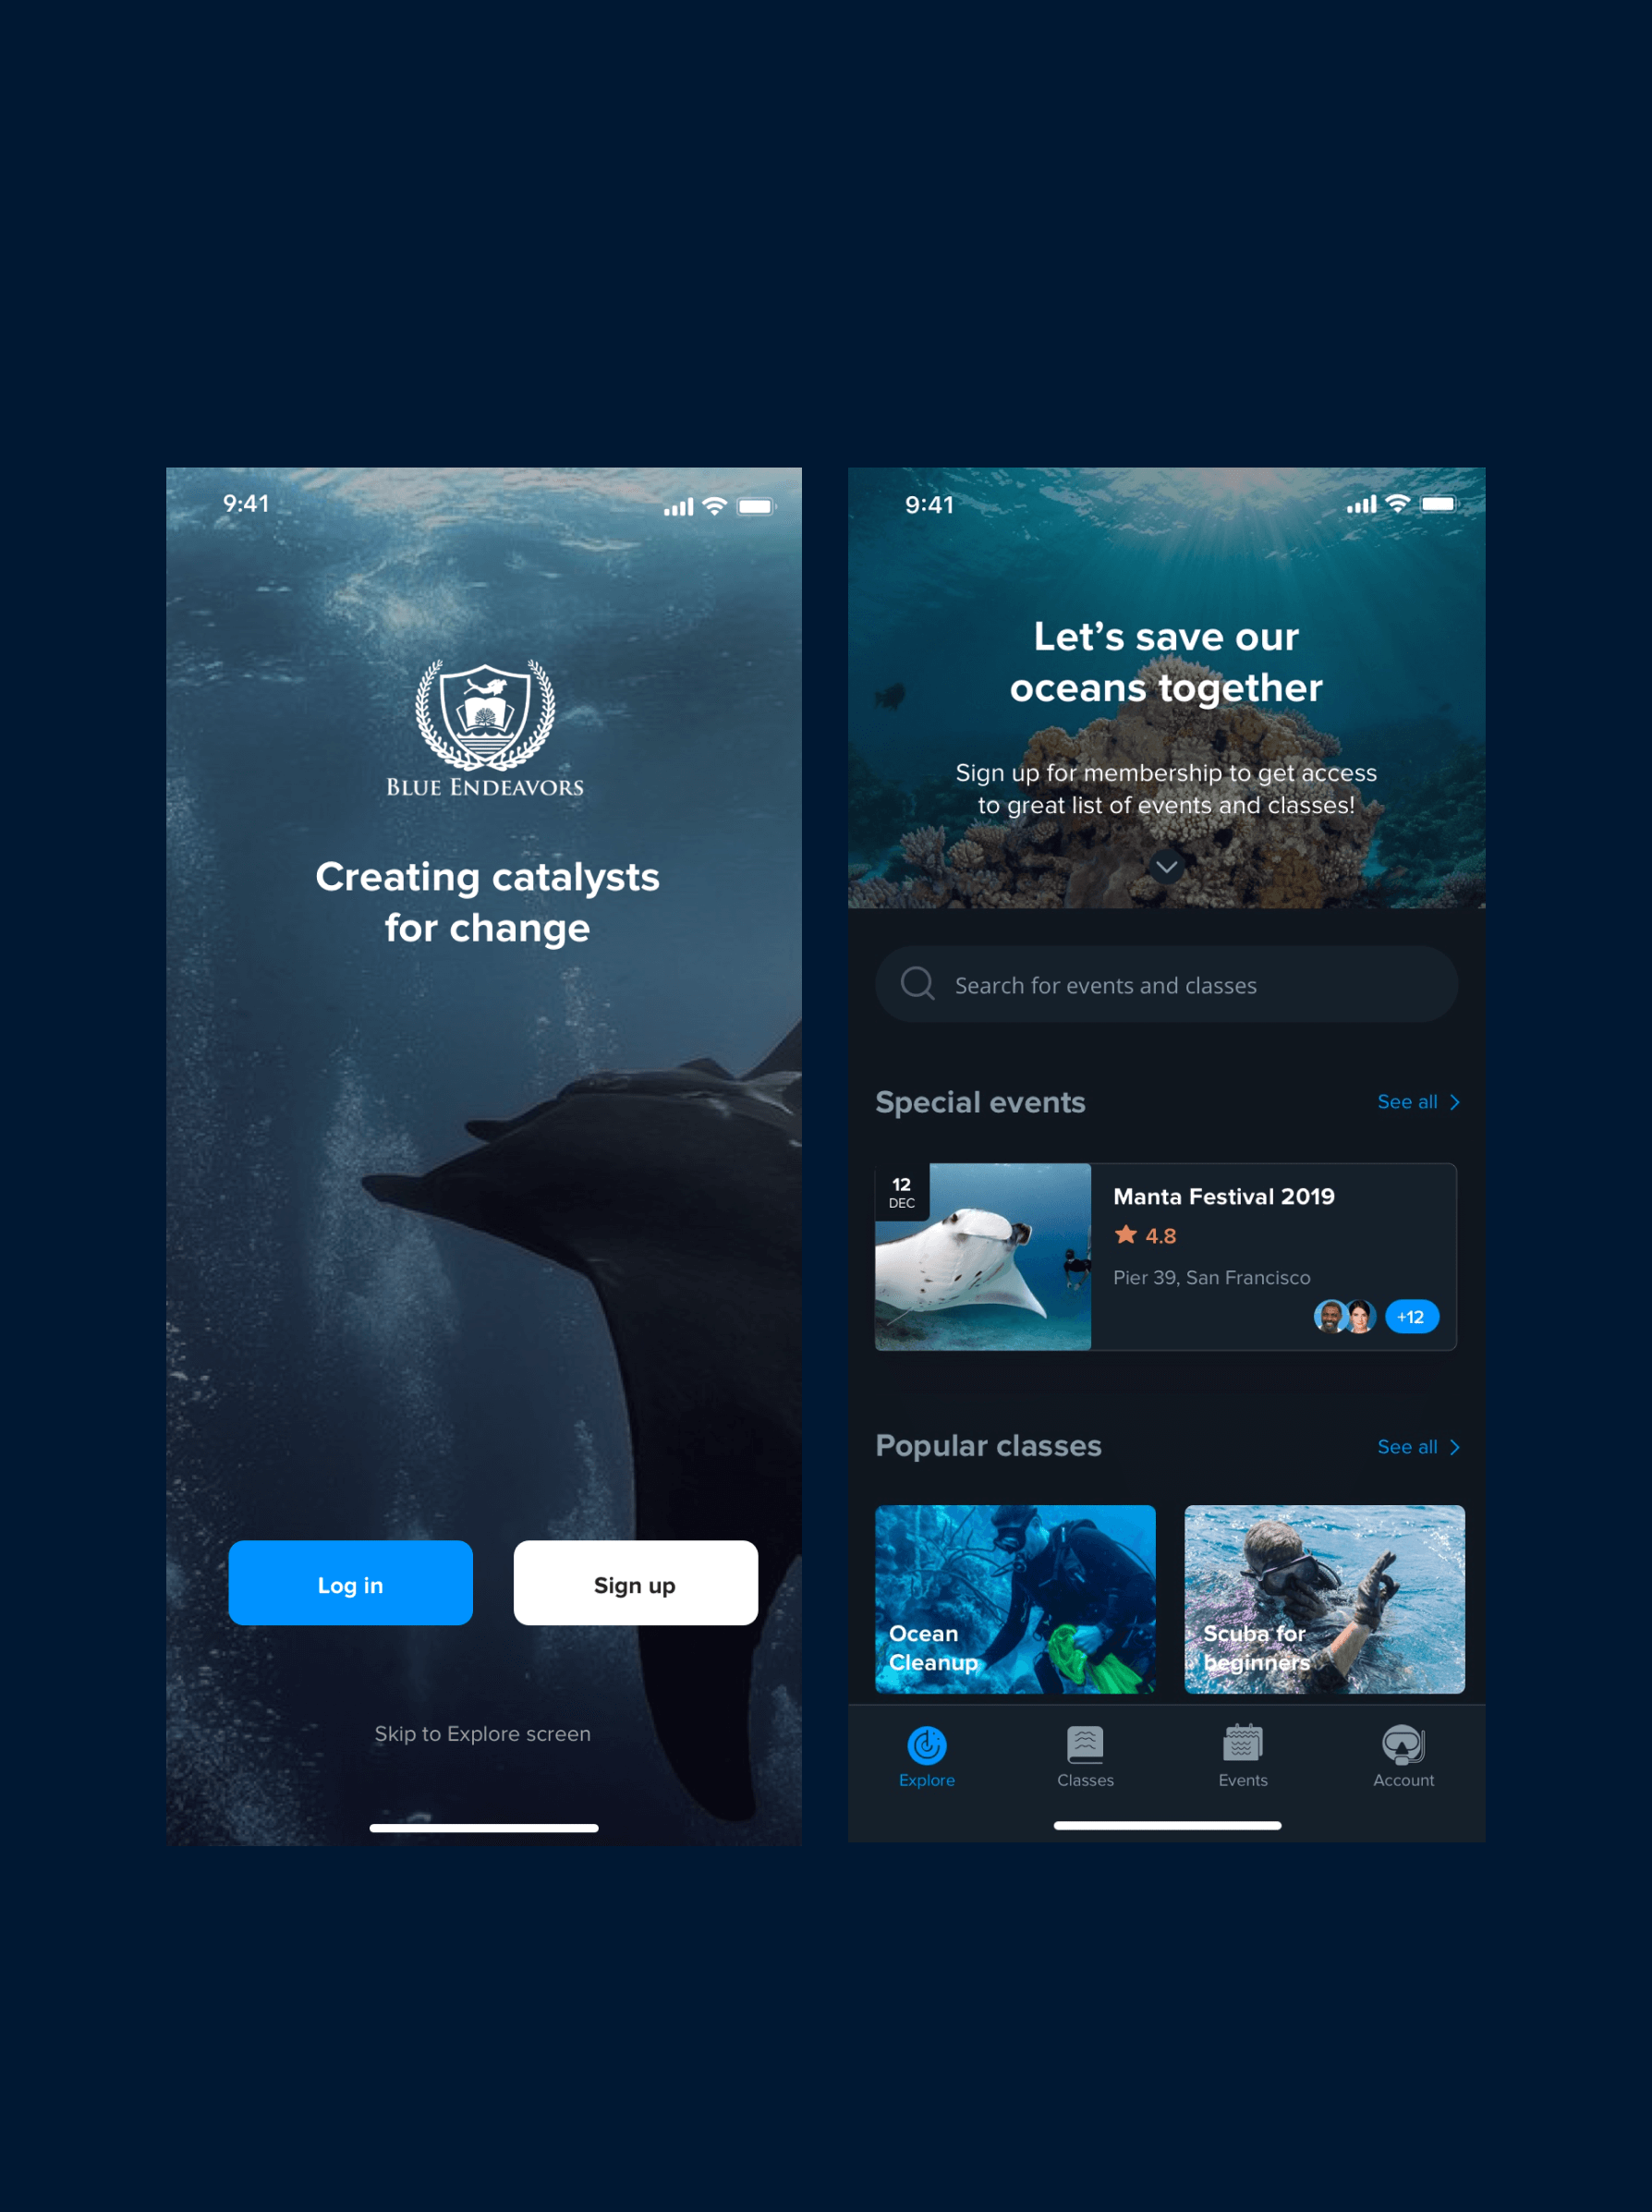 9:41
BLUE ENDEAVORS
Creating catalysts
for change
Log in
Sign up
Skip to Explore screen
9:41
Let’s save our
oceans together
Sign up for membership to get access
to great list of events and classes!
Search for events and classes
Special events
See all
12
DEC
Manta Festival 2019
4.8
Pier 39, San Francisco
+12
Popular classes
See all
Ocean
Cleanup
Scuba for
beginners
Explore
Classes
Events
Account